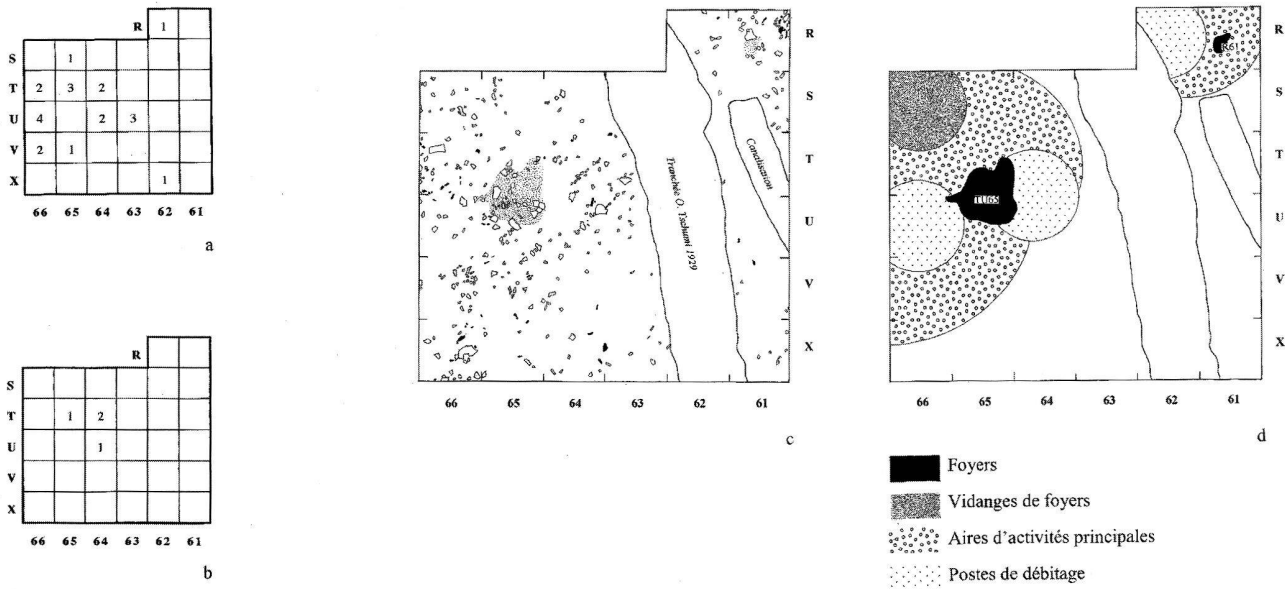 R 1
S 1
T 2 3 2
U 4 2 3
V 2 1
X 1
66 65 64 63 62 61
a
R
S
T 1 2
U 1
V
X
66 65 64 63 62 61
b
R
S
T
U
V
X
Tranchée O. Tschumi 1929
Canalisation
66 65 64 63 62 61
c
R61
TU65
R
S
T
U
V
X
66 65 64 63 62 61
d
Foyers
Vidanges de foyers
Aires d'activités principales
Postes de débitage